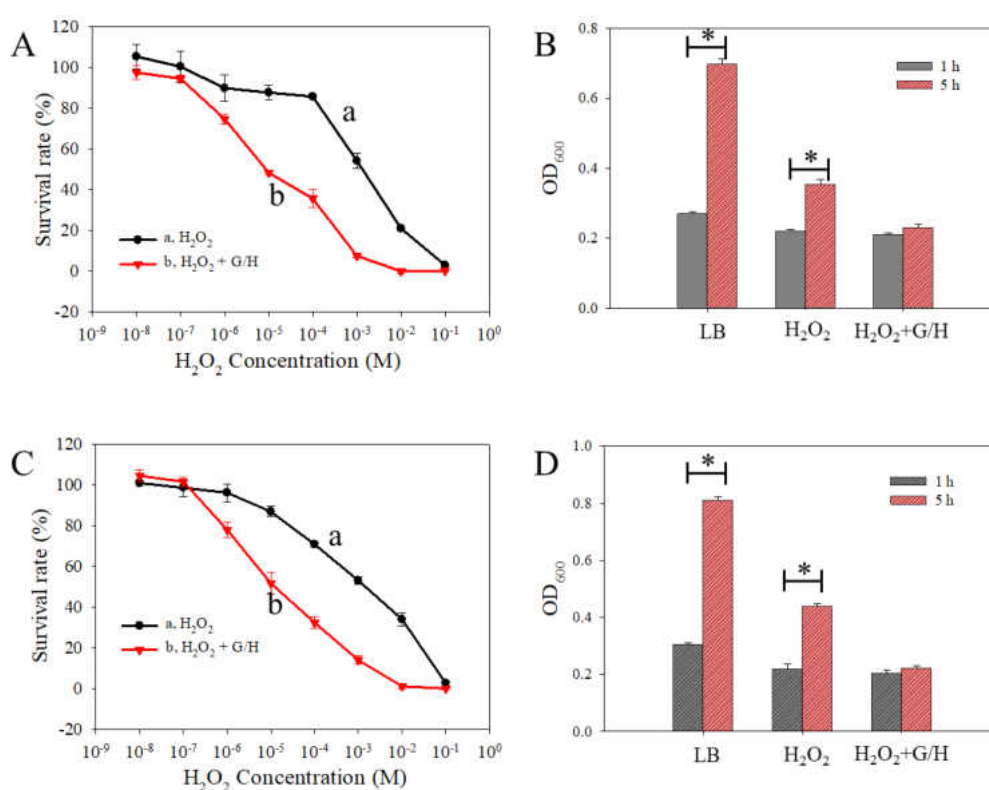 A
Survival rate (%)
120
100
80
60
40
20
0
-20
a
b
a, H₂O₂
b, H₂O₂ + G/H
10⁻⁹ 10⁻⁸ 10⁻⁷ 10⁻⁶ 10⁻⁵ 10⁻⁴ 10⁻³ 10⁻² 10⁻¹ 10⁰
H₂O₂ Concentration (M)
B
OD₆₀₀
0.8
0.6
0.4
0.2
0.0
*
*
1 h
5 h
LB H₂O₂ H₂O₂+G/H
C
Survival rate (%)
120
100
80
60
40
20
0
-20
a
b
a, H₂O₂
b, H₂O₂ + G/H
10⁻⁹ 10⁻⁸ 10⁻⁷ 10⁻⁶ 10⁻⁵ 10⁻⁴ 10⁻³ 10⁻² 10⁻¹ 10⁰
H₂O₂ Concentration (M)
D
OD₆₀₀
1.0
0.8
0.6
0.4
0.2
0.0
*
*
1 h
5 h
LB H₂O₂ H₂O₂+G/H